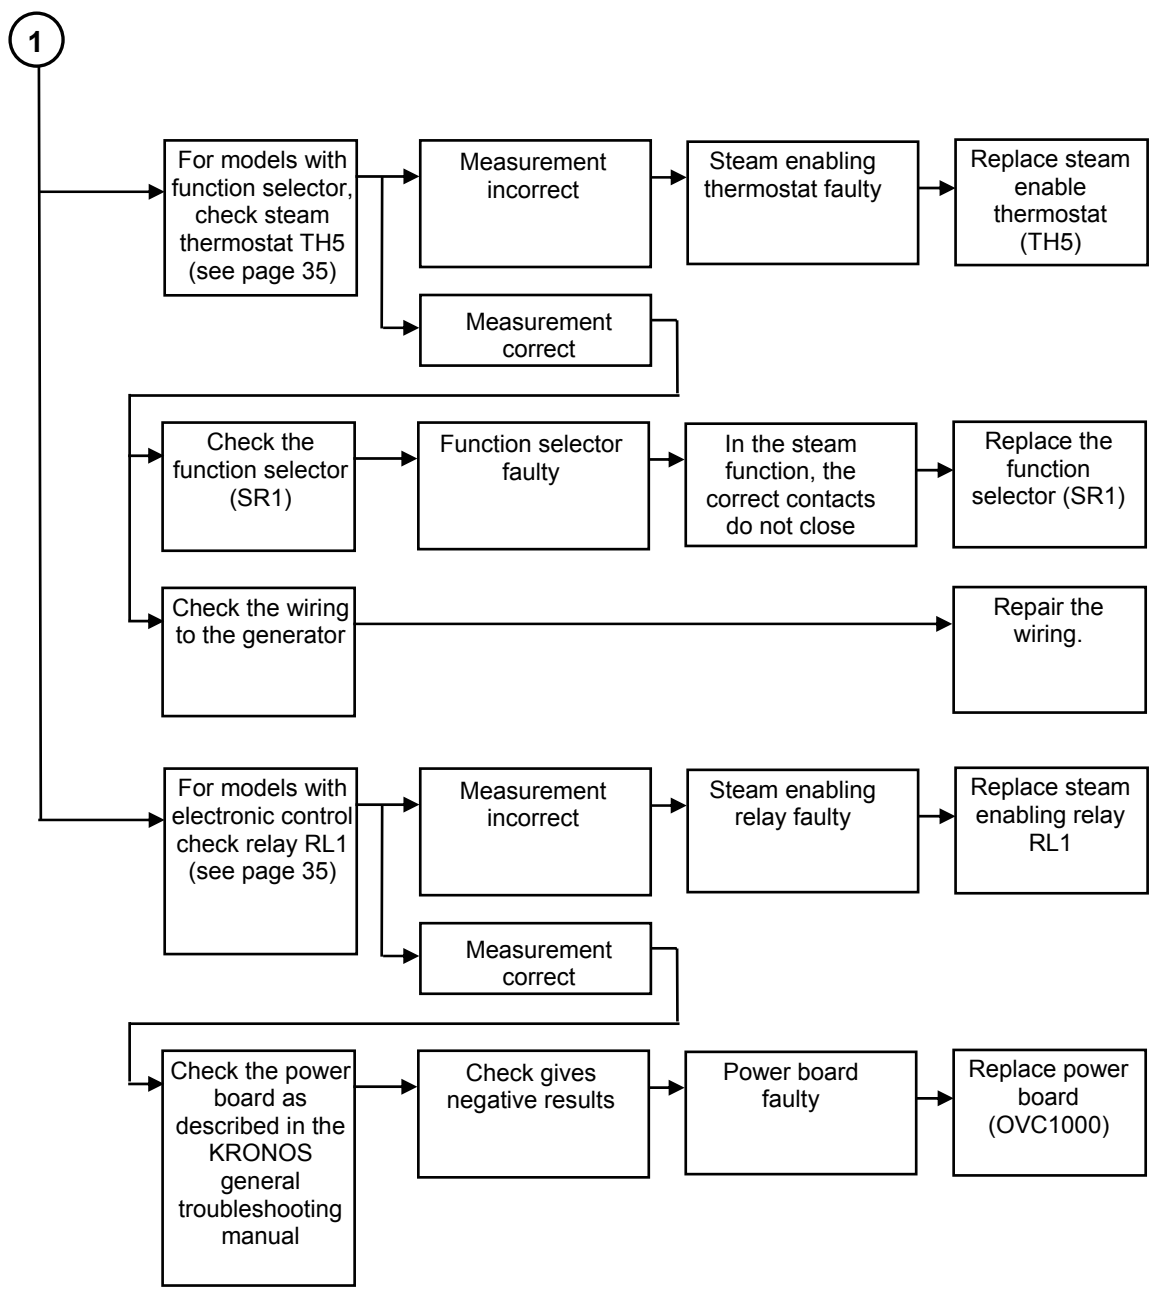 1
For models with
function selector,
check steam
thermostat TH5
(see page 35)
Measurement
incorrect
Steam enabling
thermostat faulty
Replace steam
enable
thermostat
(TH5)
Measurement
correct
Check the
function selector
(SR1)
Function selector
faulty
In the steam
function, the
correct contacts
do not close
Replace the
function
selector (SR1)
Check the wiring
to the generator
Repair the
wiring.
For models with
electronic control
check relay RL1
(see page 35)
Measurement
incorrect
Steam enabling
relay faulty
Replace steam
enabling relay
RL1
Measurement
correct
Check the power
board as
described in the
KRONOS
general
troubleshooting
manual
Check gives
negative results
Power board
faulty
Replace power
board
(OVC1000)